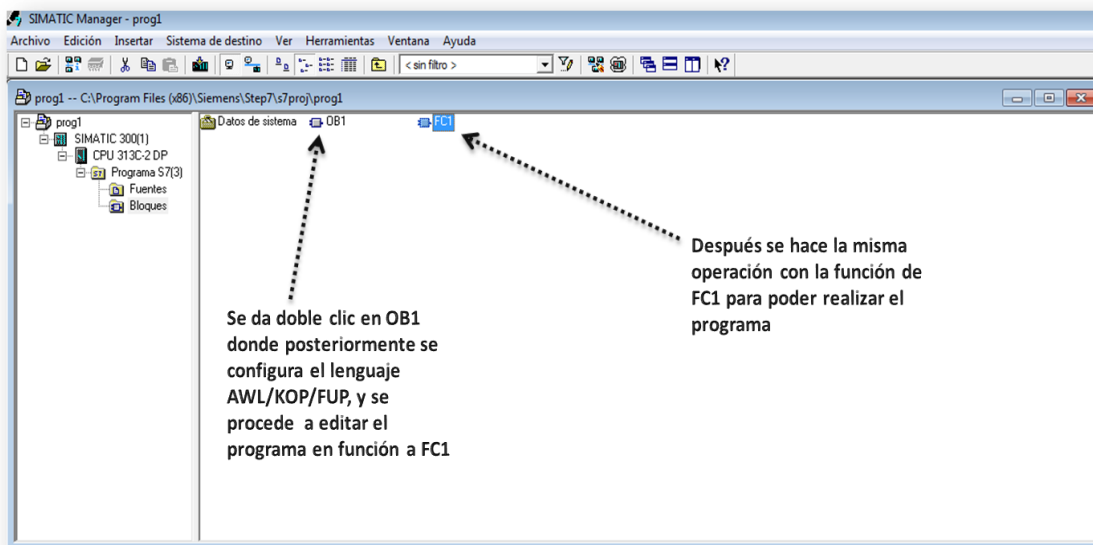 SIMATIC Manager - prog1
Archivo Edición Insertar Sistema de destino Ver Herramientas Ventana Ayuda
< sin filtro >
prog1 -- C:\Program Files (x86)\Siemens\Step7\s7proj\prog1
prog1
SIMATIC 300(1)
CPU 313C-2 DP
Programa S7(3)
Fuentes
Bloques
Datos de sistema OB1 FC1
Después se hace la misma
operación con la función de
FC1 para poder realizar el
programa
Se da doble clic en OB1
donde posteriormente se
configura el lenguaje
AWL/KOP/FUP, y se
procede a editar el
programa en función a FC1